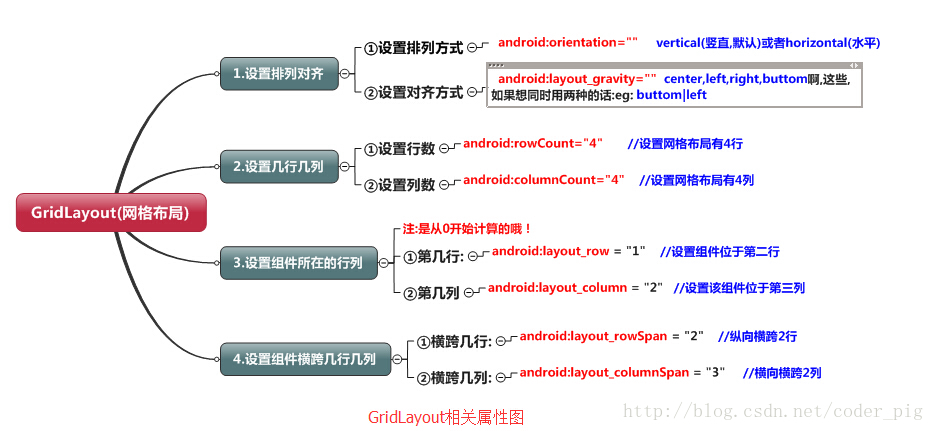 GridLayout(网格布局)
1.设置排列对齐
①设置排列方式
android:orientation="" vertical(竖直,默认)或者horizontal(水平)
②设置对齐方式
android:layout_gravity="" center,left,right,buttom啊,这些,
如果想同时用两种的话:eg: buttom|left
2.设置几行几列
①设置行数
android:rowCount="4" //设置网格布局有4行
②设置列数
android:columnCount="4" //设置网格布局有4列
3.设置组件所在的行列
注:是从0开始计算的哦！
①第几行:
android:layout_row = "1" //设置组件位于第二行
②第几列
android:layout_column = "2" //设置该组件位于第三列
4.设置组件横跨几行几列
①横跨几行:
android:layout_rowSpan = "2" //纵向横跨2行
②横跨几列:
android:layout_columnSpan = "3" //横向横跨2列
GridLayout相关属性图
http://blog.csdn.net/coder_pig